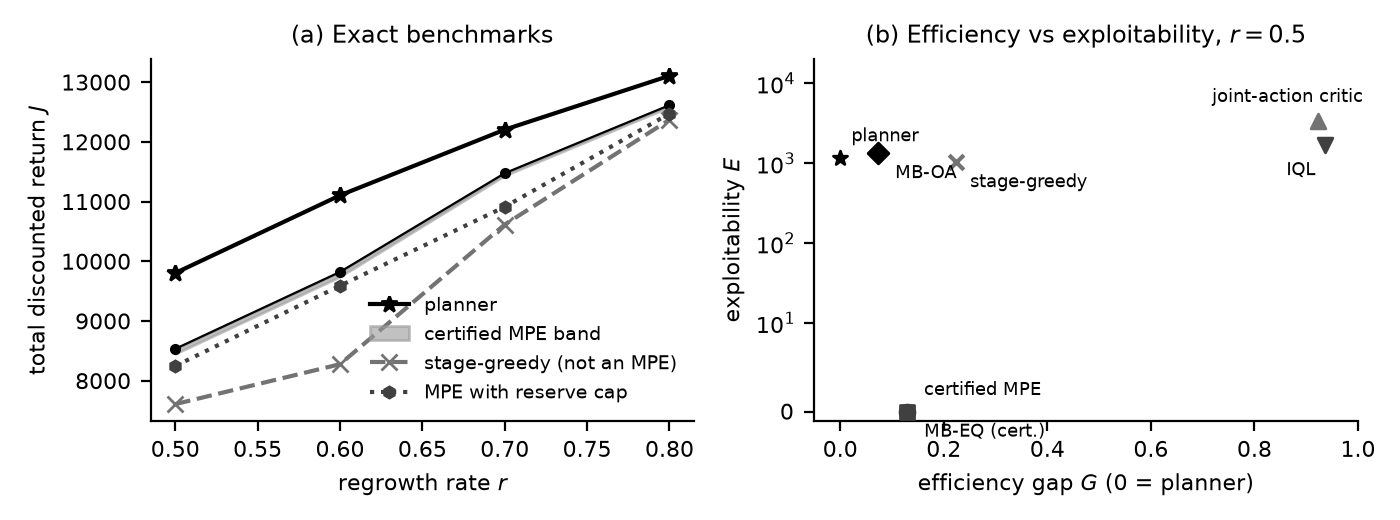 (a) Exact benchmarks
total discounted return J
13000
12000
11000
10000
9000
8000
planner
certified MPE band
stage-greedy (not an MPE)
MPE with reserve cap
0.50 0.55 0.60 0.65 0.70 0.75 0.80
regrowth rate r
(b) Efficiency vs exploitability, r = 0.5
exploitability E
10⁴
10³
10²
10¹
0
joint-action critic
planner
MB-OA
stage-greedy
IQL
certified MPE
MB-EQ (cert.)
0.0 0.2 0.4 0.6 0.8 1.0
efficiency gap G (0 = planner)